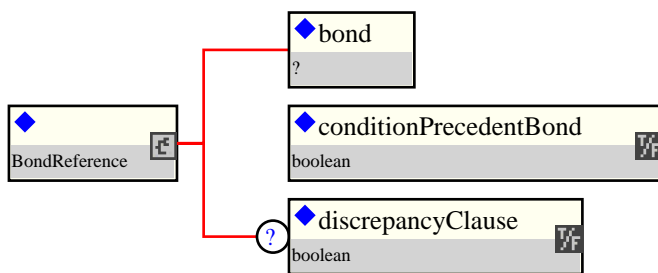 bond
?
BondReference
conditionPrecedentBond
boolean
T/F
?
discrepancyClause
boolean
T/F